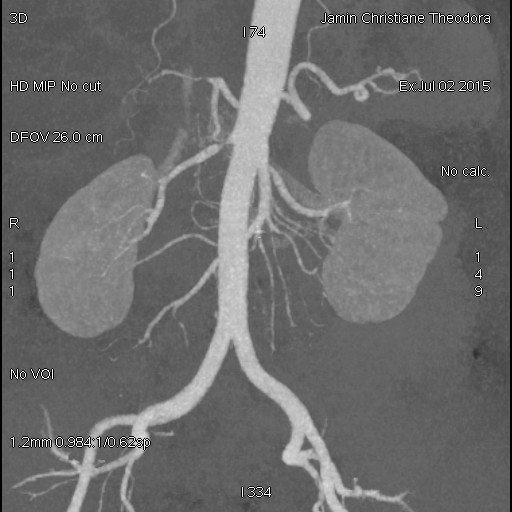 3D
I 74
Jamin Christiane Theodora
HD MIP No cut
Ex:Jul 02 2015
DFOV 26.0 cm
No calc.
R
1
1
1
L
1
4
9
No VOI
1.2mm 0.984:1/0.62sp
I 334